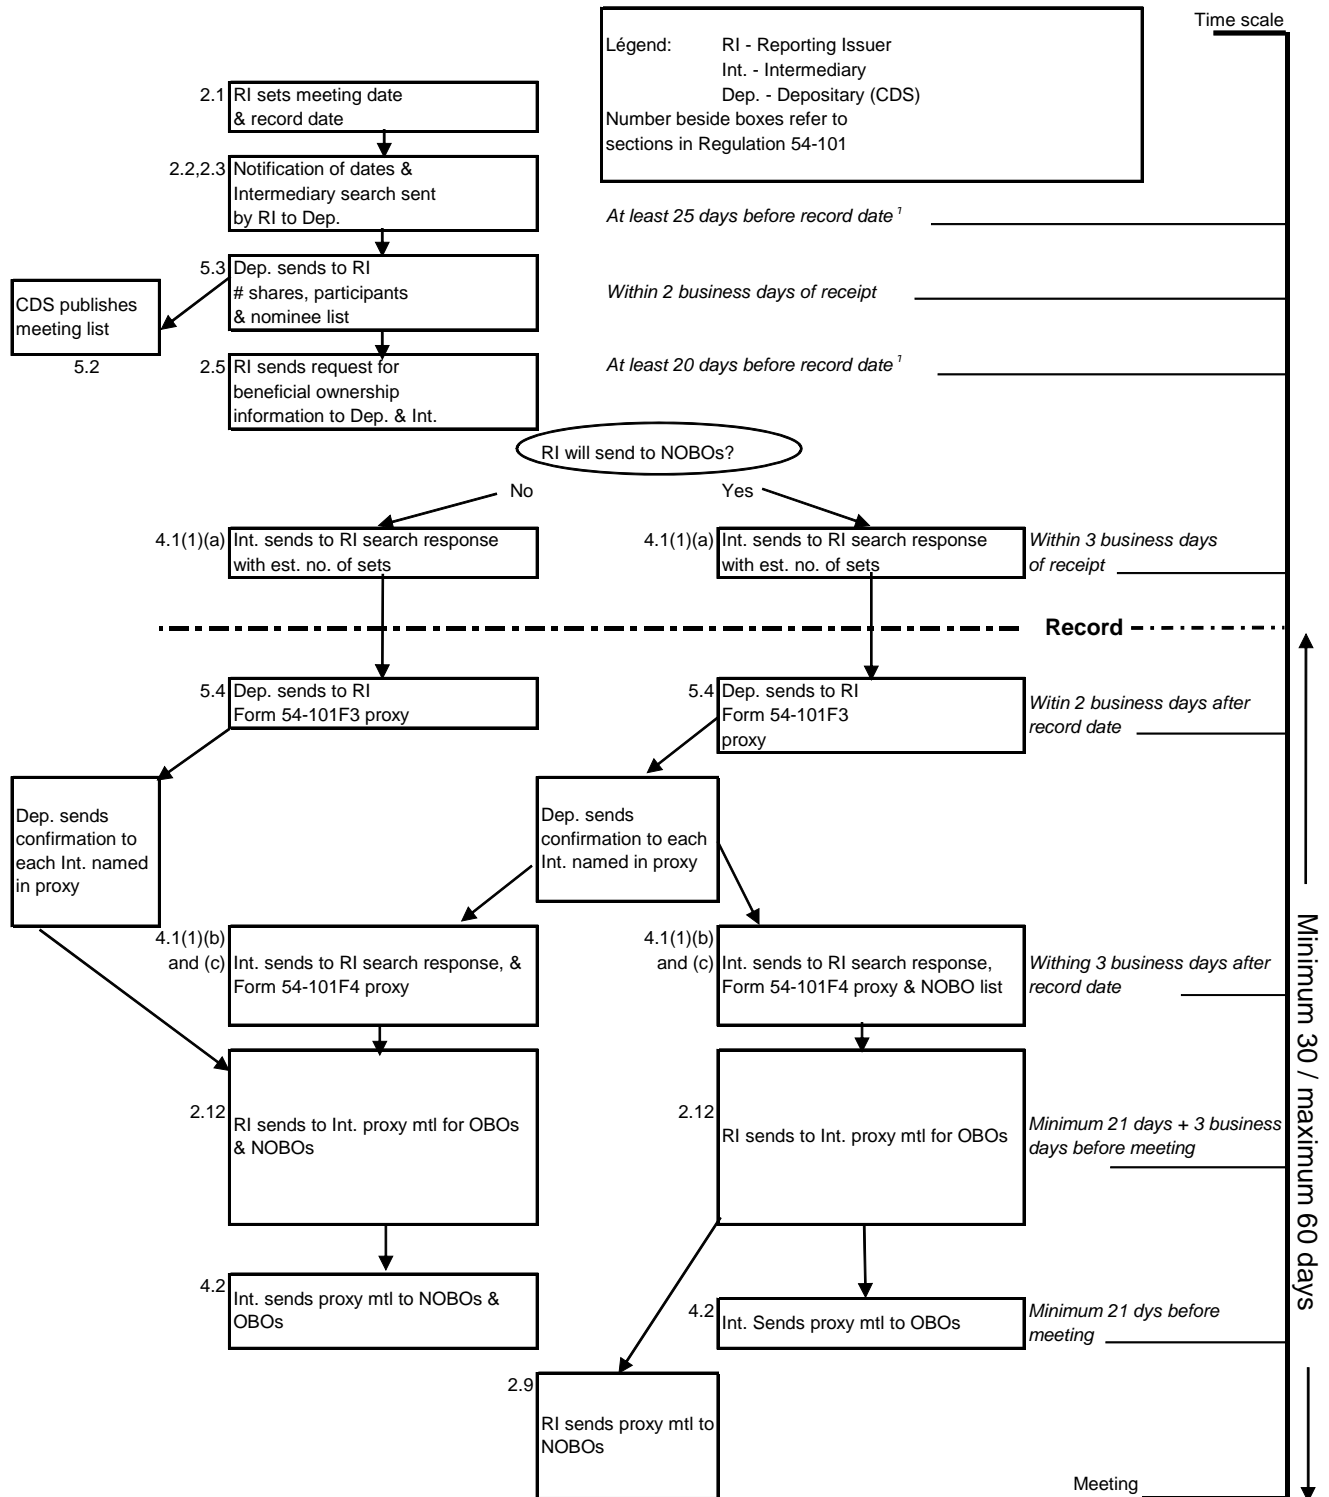 Time scale
Légend: RI - Reporting Issuer
Int. - Intermediary
Dep. - Depositary (CDS)
Number beside boxes refer to
sections in Regulation 54-101
2.1 RI sets meeting date
& record date
2.2,2.3 Notification of dates &
Intermediary search sent
by RI to Dep.
At least 25 days before record date ¹
5.3 Dep. sends to RI
# shares, participants
& nominee list
Within 2 business days of receipt
CDS publishes
meeting list
5.2
2.5 RI sends request for
beneficial ownership
information to Dep. & Int.
At least 20 days before record date ¹
RI will send to NOBOs?
No
Yes
4.1(1)(a) Int. sends to RI search response
with est. no. of sets
4.1(1)(a) Int. sends to RI search response
with est. no. of sets
Within 3 business days
of receipt
Record
5.4 Dep. sends to RI
Form 54-101F3 proxy
5.4 Dep. sends to RI
Form 54-101F3
proxy
Witin 2 business days after
record date
Dep. sends
confirmation to
each Int. named
in proxy
Dep. sends
confirmation to each
Int. named in proxy
4.1(1)(b)
and (c) Int. sends to RI search response, &
Form 54-101F4 proxy
4.1(1)(b)
and (c) Int. sends to RI search response,
Form 54-101F4 proxy & NOBO list
Withing 3 business days after
record date
2.12
RI sends to Int. proxy mtl for OBOs
& NOBOs
2.12
RI sends to Int. proxy mtl for OBOs
Minimum 21 days + 3 business
days before meeting
4.2
Int. sends proxy mtl to NOBOs &
OBOs
4.2 Int. Sends proxy mtl to OBOs
Minimum 21 dys before
meeting
2.9
RI sends proxy mtl to
NOBOs
Minimum 30 / maximum 60 days
Meeting